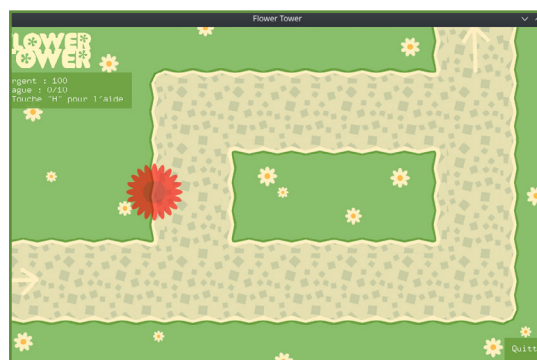 Flower Tower
LOWER
OWER
rgent : 100
ague : 0/10
Touche "H" pour l'aide
Quitt